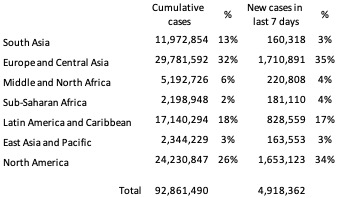 Cumulative cases % New cases in last 7 days %
South Asia 11,972,854 13% 160,318 3%
Europe and Central Asia 29,781,592 32% 1,710,891 35%
Middle and North Africa 5,192,726 6% 220,808 4%
Sub-Saharan Africa 2,198,948 2% 181,110 4%
Latin America and Caribbean 17,140,294 18% 828,559 17%
East Asia and Pacific 2,344,229 3% 163,553 3%
North America 24,230,847 26% 1,653,123 34%
Total 92,861,490 4,918,362